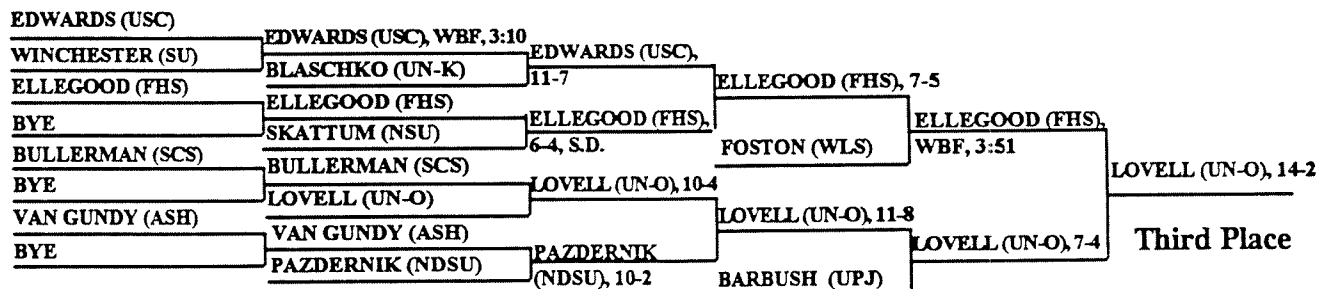 EDWARDS (USC)
WINCHESTER (SU)
ELLEGOOD (FHS)
BYE
BULLERMAN (SCS)
BYE
VAN GUNDY (ASH)
BYE
EDWARDS (USC), WBF, 3:10
BLASCHKO (UN-K)
ELLEGOOD (FHS)
SKATTUM (NSU)
BULLERMAN (SCS)
LOVELL (UN-O)
VAN GUNDY (ASH)
PAZDERNIK (NDSU)
EDWARDS (USC),
11-7
ELLEGOOD (FHS),
6-4, S.D.
LOVELL (UN-O), 10-4
PAZDERNIK
(NDSU), 10-2
ELLEGOOD (FHS), 7-5
FOSTON (WLS)
LOVELL (UN-O), 11-8
BARBUSH (UPJ)
ELLEGOOD (FHS),
WBF, 3:51
LOVELL (UN-O), 7-4
LOVELL (UN-O), 14-2
Third Place